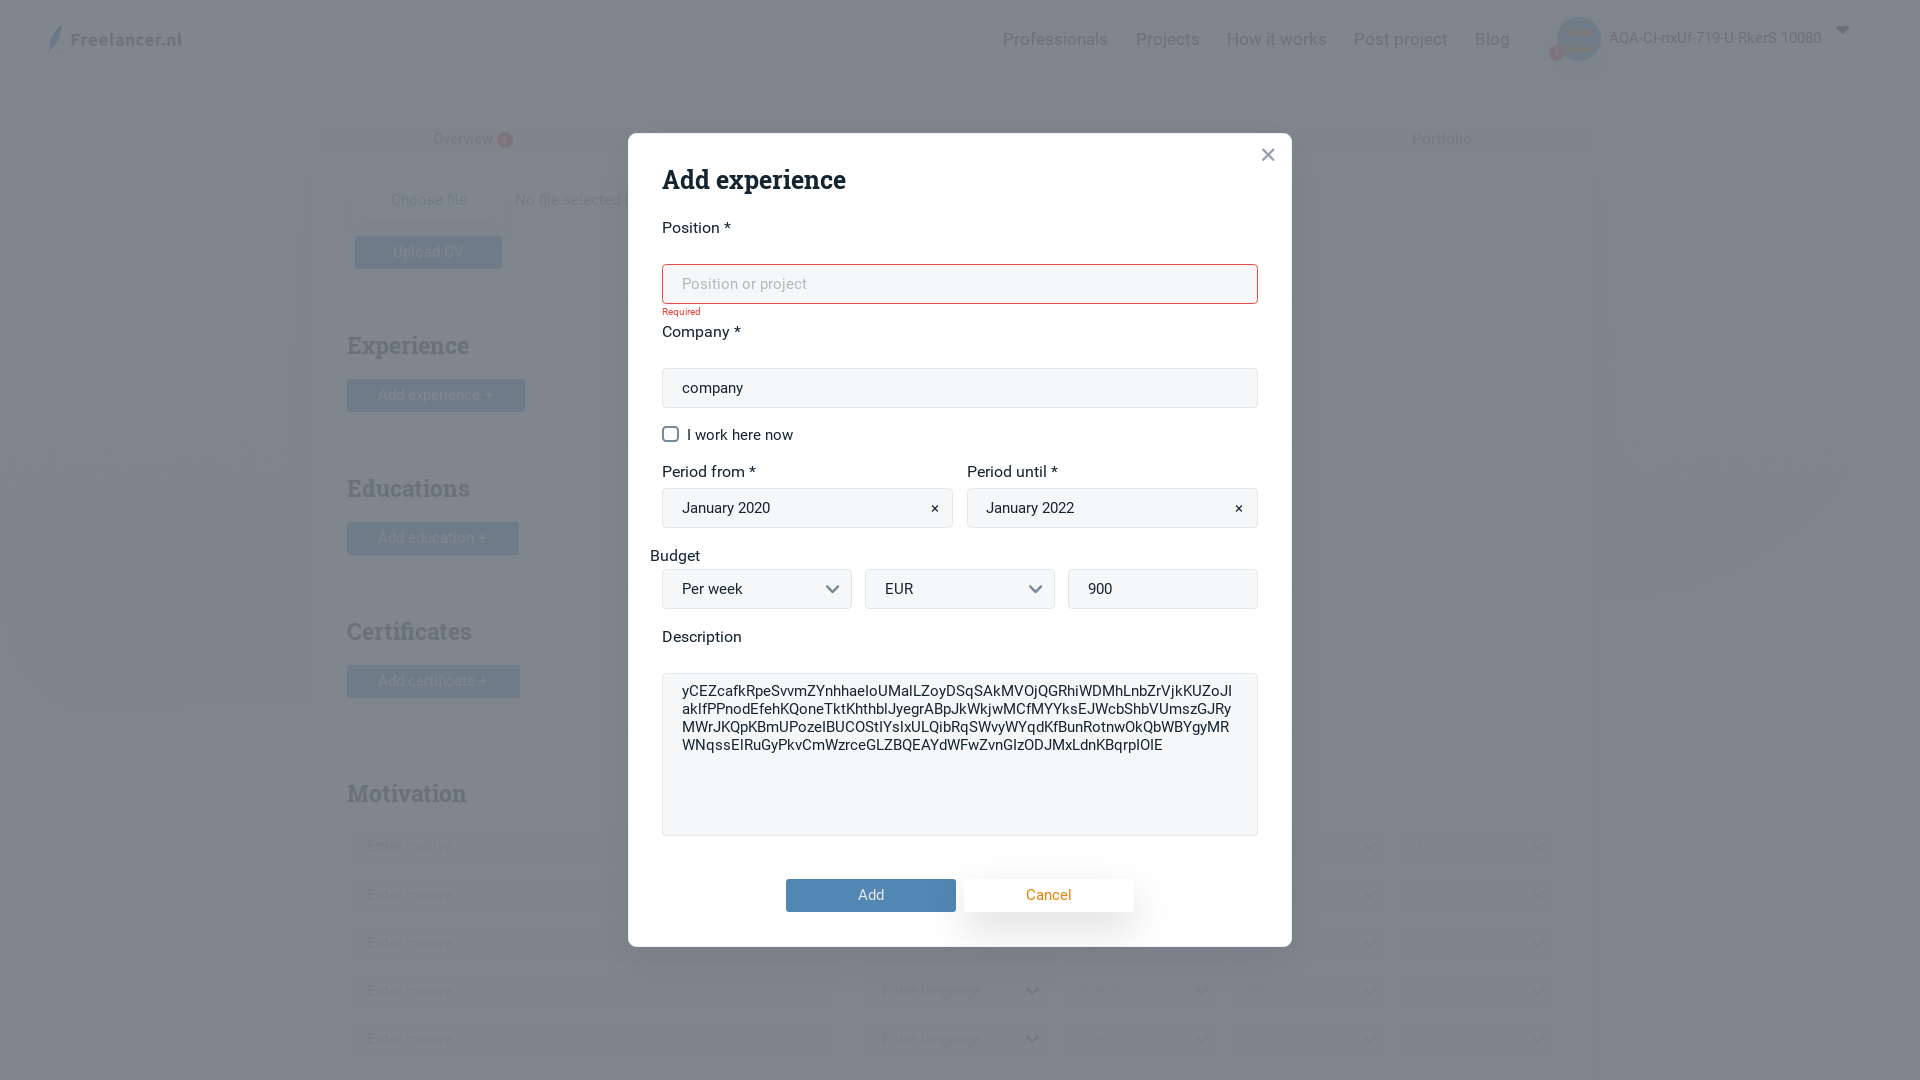 Freelancer.nl
Professionals
Projects
How it works
Post project
Blog
AQA-CI-rixUf-719-U-RkerS 10080
Overview
Portfolio
Choose file
No file selected
Upload CV
Experience
Add experience +
Educations
Add education +
Certificates
Add certificate +
Motivation
Enter motive
Enter motive
Enter motive
Enter motive
Enter language
Enter motive
Enter language
Add experience
Position *
Position or project
Required
Company *
company
I work here now
Period from *
Period until *
January 2020 ×
January 2022 ×
Budget
Per week
EUR
900
Description
Add
Cancel